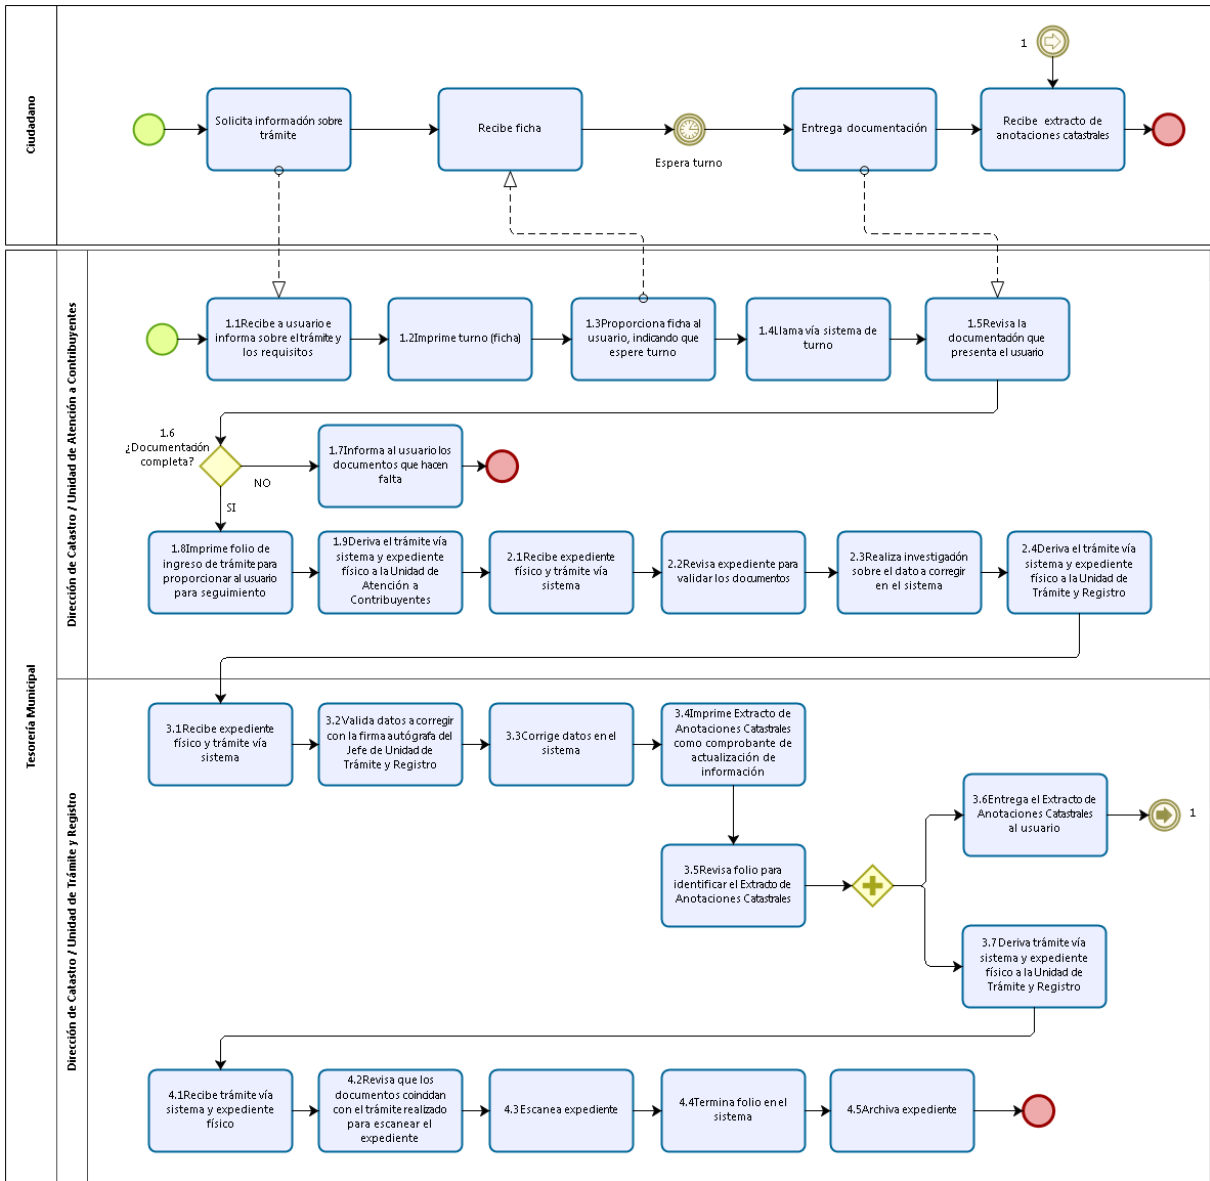 Ciudadano
1
Solicita información sobre
trámite
Recibe ficha
Espera turno
Entrega documentación
Recibe extracto de
anotaciones catastrales
Tesorería Municipal
Dirección de Catastro / Unidad de Atención a Contribuyentes
1.1Recibe a usuario e
informa sobre el trámite y
los requisitos
1.2Imprime turno (ficha)
1.3Proporciona ficha al
usuario, indicando que
espere turno
1.4Llama vía sistema de
turno
1.5Revisa la
documentación que
presenta el usuario
1.6
¿Documentación
completa?
NO
SI
1.7Informa al usuario los
documentos que hacen
falta
1.8Imprime folio de
ingreso de trámite para
proporcionar al usuario
para seguimiento
1.9Deriva el trámite vía
sistema y expediente
físico a la Unidad de
Atención a
Contribuyentes
2.1Recibe expediente
físico y trámite vía
sistema
2.2Revisa expediente para
validar los documentos
2.3Realiza investigación
sobre el dato a corregir
en el sistema
2.4Deriva el trámite vía
sistema y expediente
físico a la Unidad de
Trámite y Registro
Dirección de Catastro / Unidad de Trámite y Registro
3.1Recibe expediente
físico y trámite vía
sistema
3.2Valida datos a corregir
con la firma autógrafa del
Jefe de Unidad de
Trámite y Registro
3.3Corrige datos en el
sistema
3.4Imprime Extracto de
Anotaciones Catastrales
como comprobante de
actualización de
información
3.5Revisa folio para
identificar el Extracto de
Anotaciones Catastrales
3.6Entrega el Extracto de
Anotaciones Catastrales
al usuario
1
3.7Deriva trámite vía
sistema y expediente
físico a la Unidad de
Trámite y Registro
4.1Recibe trámite vía
sistema y expediente
físico
4.2Revisa que los
documentos coincidan
con el trámite realizado
para escanear el
expediente
4.3Escanea expediente
4.4Termina folio en el
sistema
4.5Archiva expediente